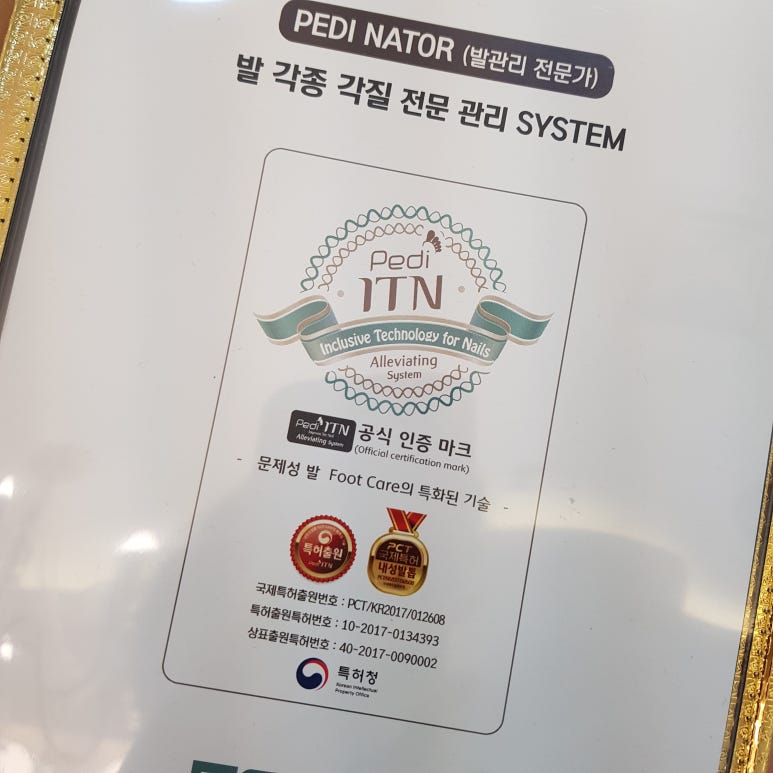 PEDI NATOR (발관리 전문가)
발 각종 각질 전문 관리 SYSTEM
Pedi
ITN
Inclusive Technology for Nails
Alleviating
System
Pedi ITN
Alleviating System
공식 인증 마크
(Official certification mark)
- 문제성 발 Foot Care의 특화된 기술 -
특허출원
Pedi ITN
PCT
국제특허
내성발톱
국제특허출원번호 : PCT/KR2017/012608
특허출원특허번호 : 10-2017-0134393
상표출원특허번호 : 40-2017-0090002
특허청
Korean Intellectual
Property Office